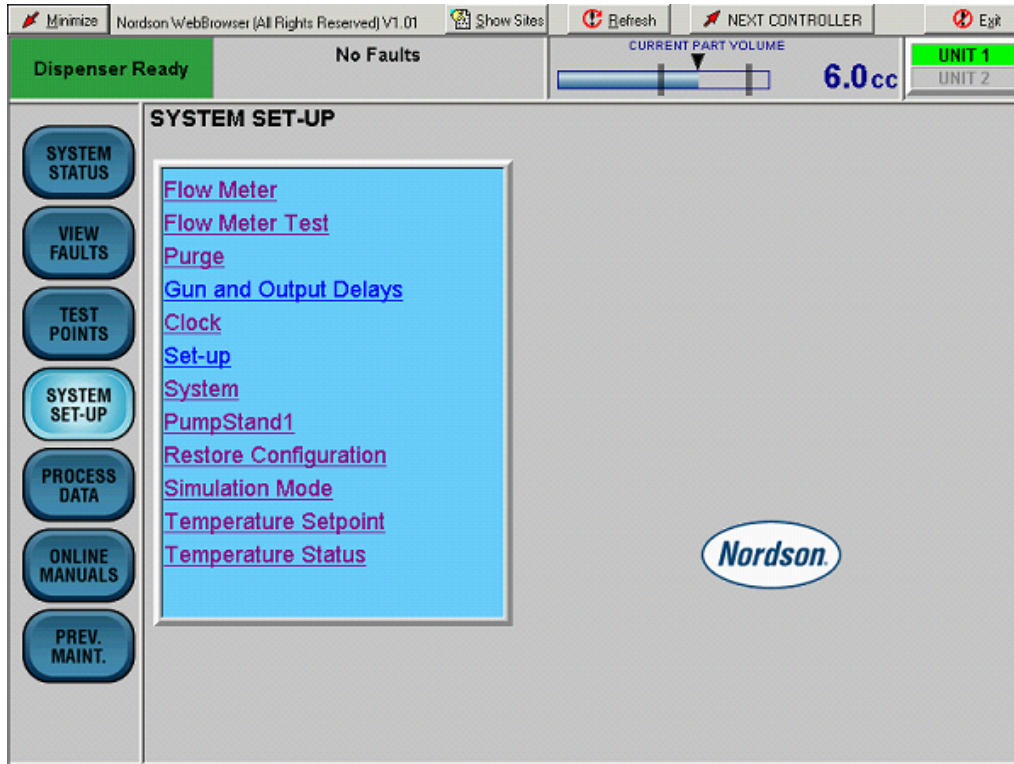 Minimize Nordson WebBrowser (All Rights Reserved) V1.01 Show Sites Refresh NEXT CONTROLLER Exit
Dispenser Ready
No Faults
CURRENT PART VOLUME
6.0 cc
UNIT 1
UNIT 2
SYSTEM SET-UP
SYSTEM
STATUS
VIEW
FAULTS
TEST
POINTS
SYSTEM
SET-UP
PROCESS
DATA
ONLINE
MANUALS
PREV.
MAINT.
Flow Meter
Flow Meter Test
Purge
Gun and Output Delays
Clock
Set-up
System
PumpStand1
Restore Configuration
Simulation Mode
Temperature Setpoint
Temperature Status
Nordson.